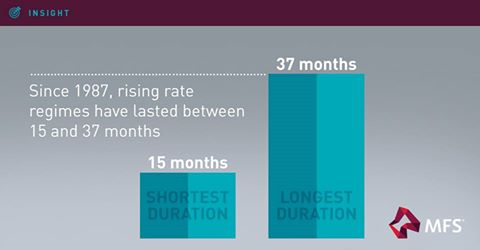 INSIGHT
37 months
Since 1987, rising rate
regimes have lasted between
15 and 37 months
15 months
SHORTEST
DURATION
LONGEST
DURATION
MFS®